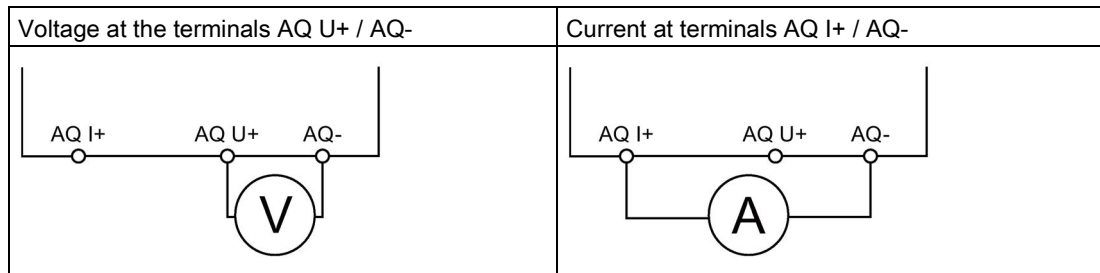 Voltage at the terminals AQ U+ / AQ-
Current at terminals AQ I+ / AQ-
AQ I+ AQ U+ AQ-
V
AQ I+ AQ U+ AQ-
A